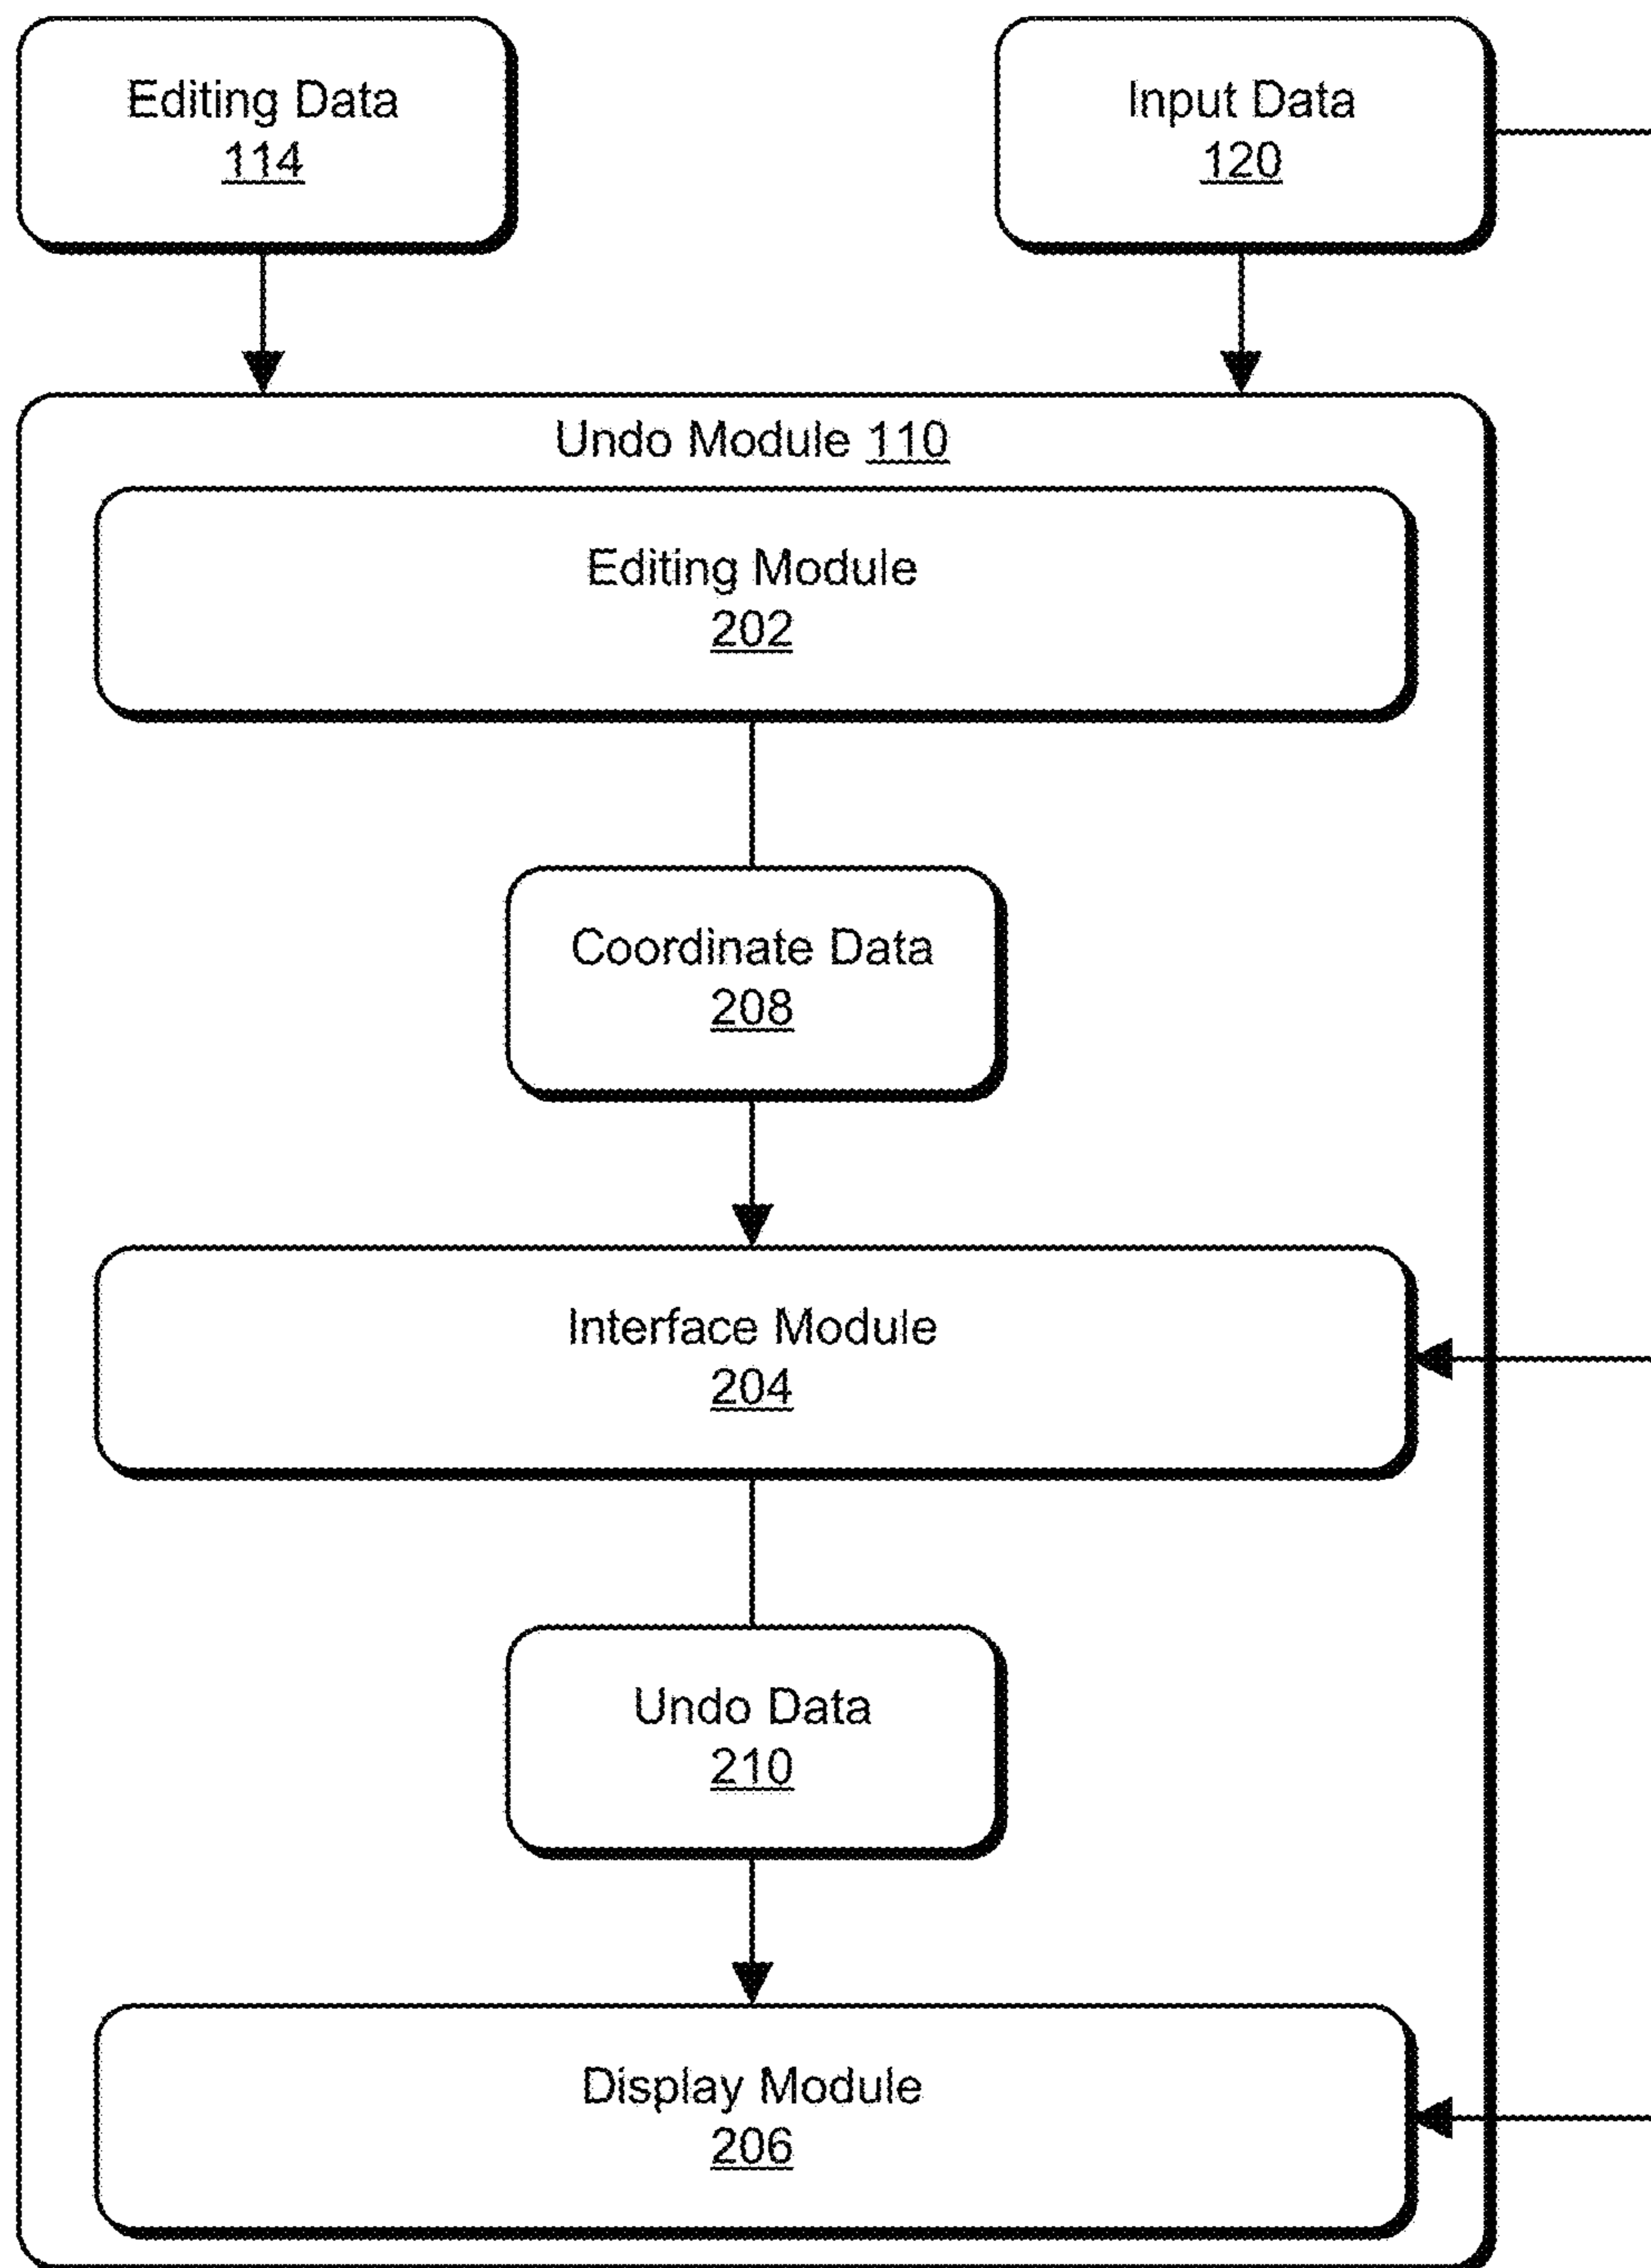 Editing Data
114
Input Data
120
Undo Module 110
Editing Module
202
Coordinate Data
208
Interface Module
204
Undo Data
210
Display Module
206